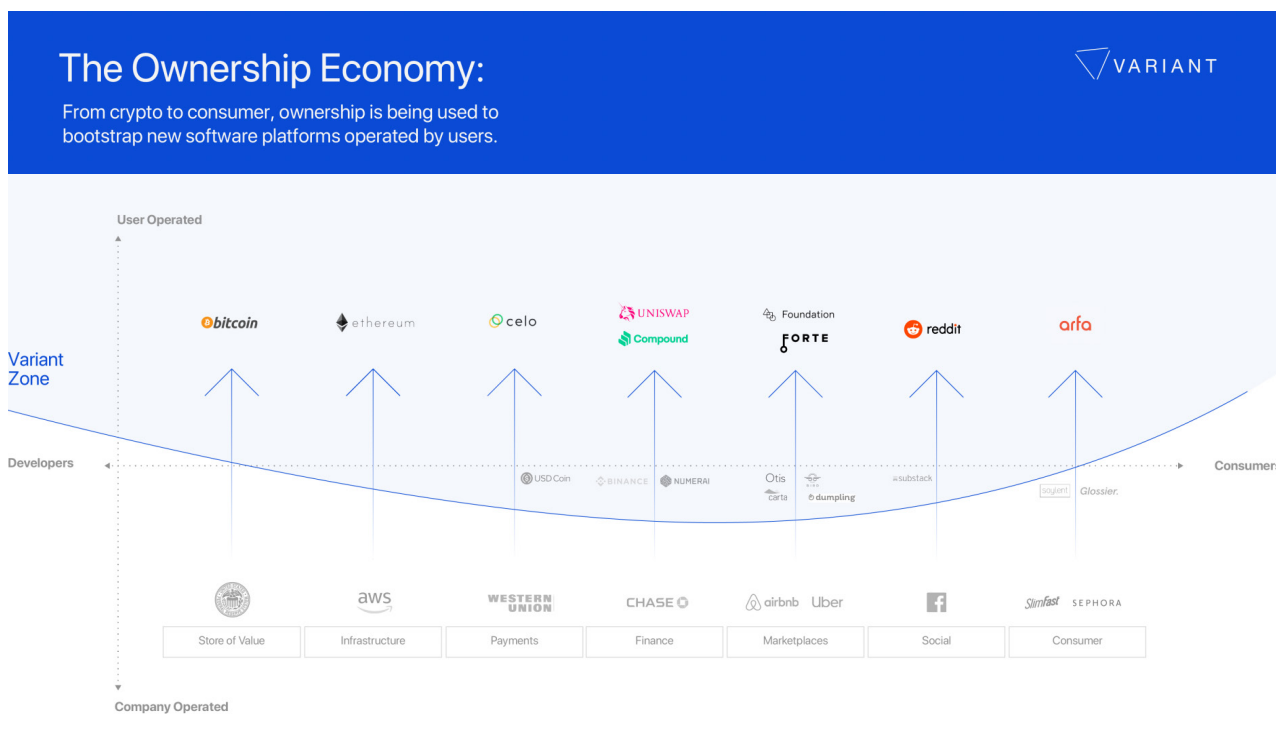 The Ownership Economy:
VARIANT
From crypto to consumer, ownership is being used to
bootstrap new software platforms operated by users.
User Operated
bitcoin
ethereum
celo
UNISWAP
Compound
Foundation
FORTE
reddit
arfa
Variant
Zone
Developers
Consumers
USD Coin
BINANCE
NUMERAI
Otis
carta
dumpling
substack
soylent
Glossier.
aws
WESTERN
UNION
CHASE
airbnb
Uber
SlimFast
SEPHORA
Store of Value
Infrastructure
Payments
Finance
Marketplaces
Social
Consumer
Company Operated